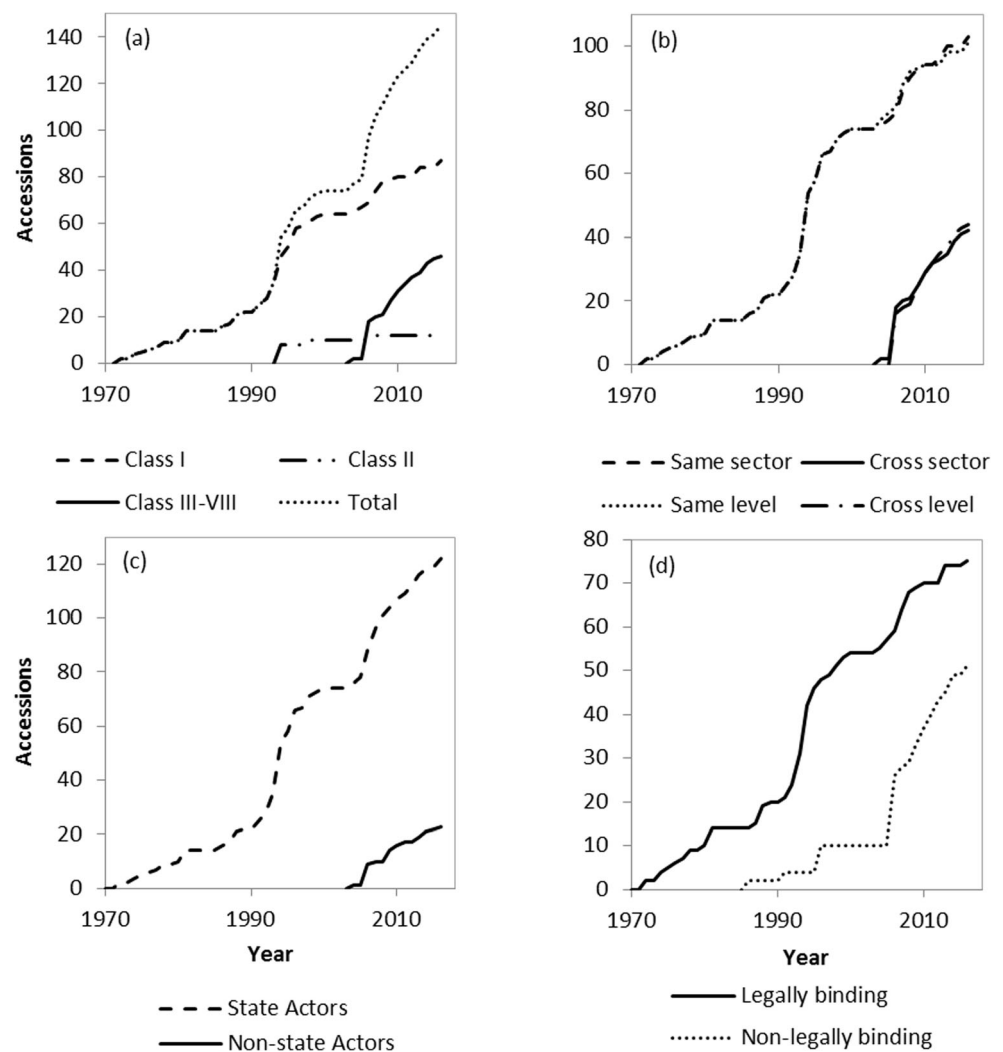 (a)
140
120
100
80
60
40
20
0
Accessions
1970 1990 2010
Class I Class II
Class III-VIII Total
(b)
100
80
60
40
20
0
1970 1990 2010
Same sector Cross sector
Same level Cross level
(c)
120
100
80
60
40
20
0
Accessions
1970 1990 2010
Year
State Actors
Non-state Actors
(d)
80
70
60
50
40
30
20
10
0
1970 1990 2010
Year
Legally binding
Non-legally binding